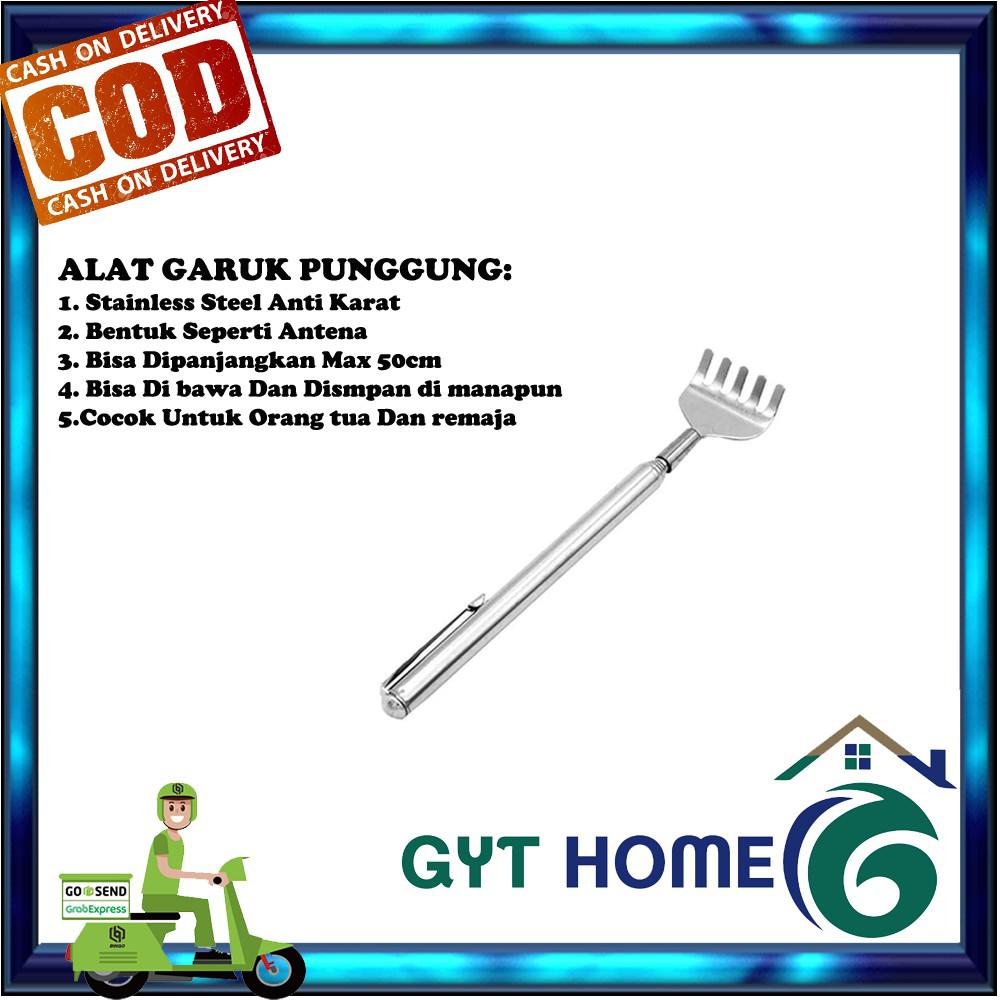 CASH ON DELIVERY
COD
CASH ON DELIVERY
ALAT GARUK PUNGGUNG:
1. Stainless Steel Anti Karat
2. Bentuk Seperti Antena
3. Bisa Dipanjangkan Max 50cm
4. Bisa Di bawa Dan Dismpan di manapun
5.Cocok Untuk Orang tua Dan remaja
GYT HOME
GO SEND
GrabExpress
BINGO